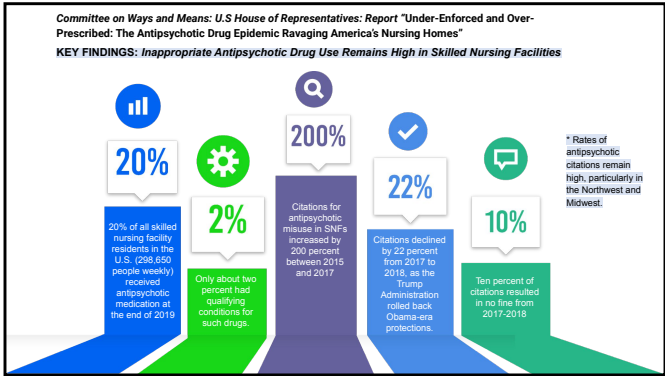 Committee on Ways and Means: U.S House of Representatives: Report "Under-Enforced and Over-
Prescribed: The Antipsychotic Drug Epidemic Ravaging America's Nursing Homes"
KEY FINDINGS: Inappropriate Antipsychotic Drug Use Remains High in Skilled Nursing Facilities
20%
20% of all skilled
nursing facility
residents in the
U.S. (298,650
people weekly)
received
antipsychotic
medication at
the end of 2019
2%
Only about two
percent had
qualifying
conditions for
such drugs.
200%
Citations for
antipsychotic
misuse in SNFs
increased by
200 percent
between 2015
and 2017
22%
Citations declined
by 22 percent
from 2017 to
2018, as the
Trump
Administration
rolled back
Obama-era
protections.
10%
Ten percent of
citations resulted
in no fine from
2017-2018
* Rates of
antipsychotic
citations remain
high, particularly in
the Northwest and
Midwest.